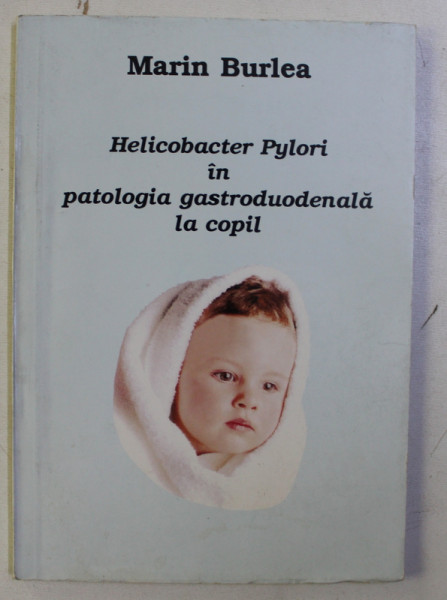 Marin Burlea
Helicobacter Pylori
în
patologia gastroduodenală
la copil